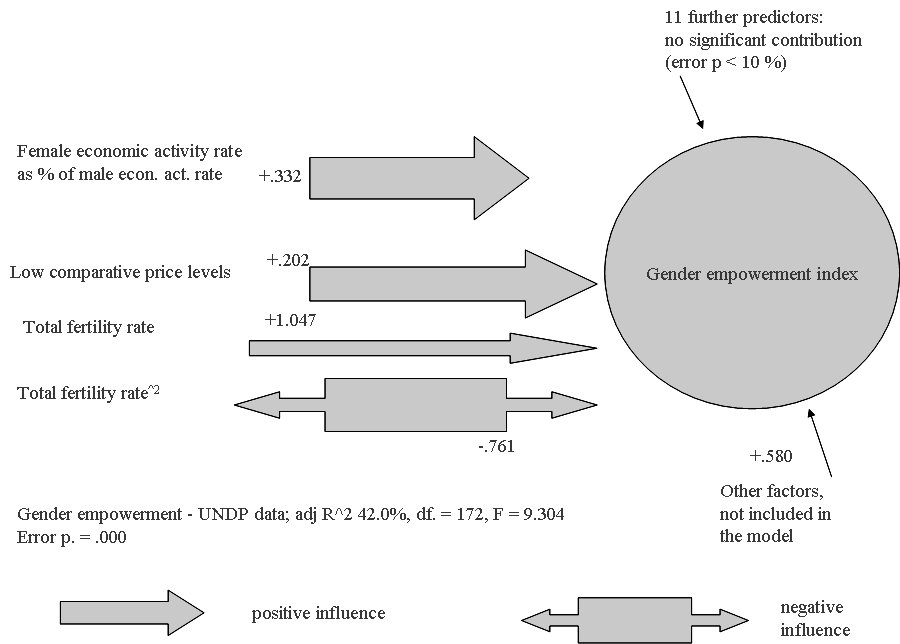 11 further predictors:
no significant contribution
(error p < 10 %)
Female economic activity rate
as % of male econ. act. rate
+.332
Low comparative price levels
+.202
Gender empowerment index
Total fertility rate
+1.047
Total fertility rate^2
-.761
+.580
Other factors,
not included in
the model
Gender empowerment - UNDP data; adj R^2 42.0%, df. = 172, F = 9.304
Error p. = .000
positive influence
negative
influence